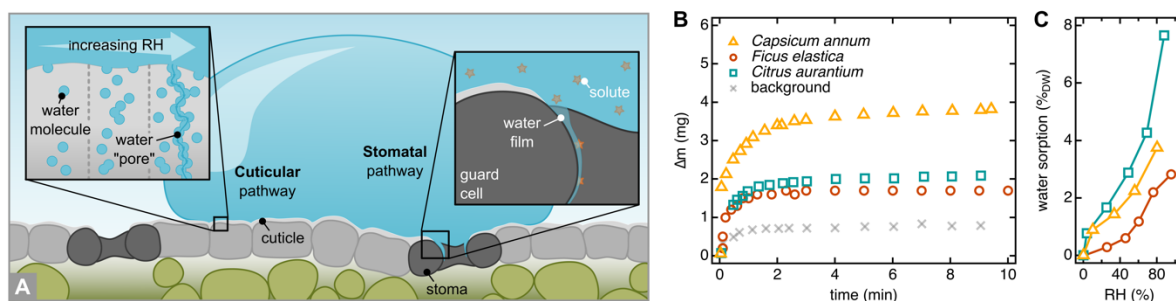 increasing RH
water
molecule
water
"pore"
Cuticular
pathway
cuticle
Stomatal
pathway
solute
water
film
guard
cell
stoma
A
B
6
5
4
3
2
1
0
Δm (mg)
Capsicum annum
Ficus elastica
Citrus aurantium
background
0 2 4 6 8 10
time (min)
C
8
6
4
2
0
water sorption (%DW)
0 40 80
RH (%)